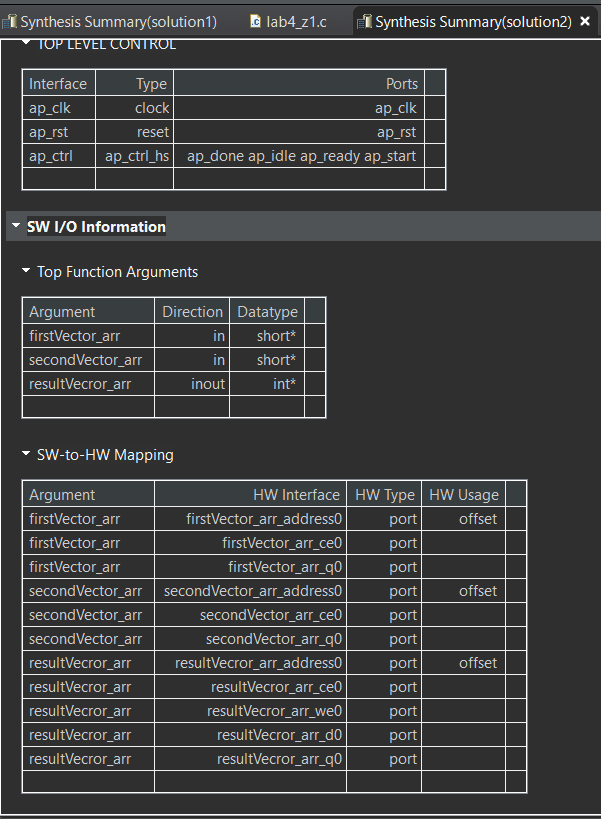 Synthesis Summary(solution1) lab4_z1.c Synthesis Summary(solution2)
TOP LEVEL CONTROL
Interface Type Ports
ap_clk clock ap_clk
ap_rst reset ap_rst
ap_ctrl ap_ctrl_hs ap_done ap_idle ap_ready ap_start
SW I/O Information
Top Function Arguments
Argument Direction Datatype
firstVector_arr in short*
secondVector_arr in short*
resultVecror_arr inout int*
SW-to-HW Mapping
Argument HW Interface HW Type HW Usage
firstVector_arr firstVector_arr_address0 port offset
firstVector_arr firstVector_arr_ce0 port
firstVector_arr firstVector_arr_q0 port
secondVector_arr secondVector_arr_address0 port offset
secondVector_arr secondVector_arr_ce0 port
secondVector_arr secondVector_arr_q0 port
resultVecror_arr resultVecror_arr_address0 port offset
resultVecror_arr resultVecror_arr_ce0 port
resultVecror_arr resultVecror_arr_we0 port
resultVecror_arr resultVecror_arr_d0 port
resultVecror_arr resultVecror_arr_q0 port